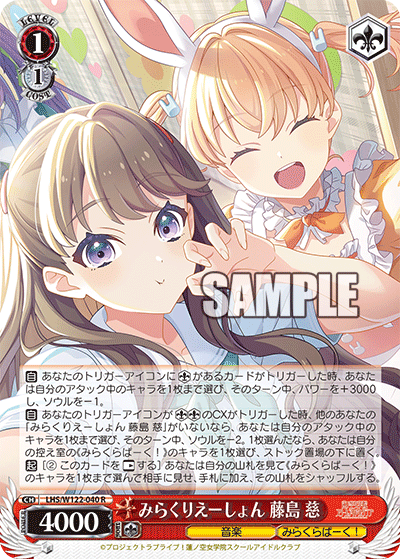 LEVEL
1
1
COST
SAMPLE
自 あなたのトリガーアイコンに があるカードがトリガーした時、あなた
は自分のアタック中のキャラを1枚まで選び、そのターン中、パワーを+3000
し、ソウルを-1。
自 あなたのトリガーアイコンが のCXがトリガーした時、他のあなたの
「みらくりえーしょん 藤島 慈」がいないなら、あなたは自分のアタック中の
キャラを1枚まで選び、そのターン中、ソウルを-2。1枚選んだなら、あなたは自分
の控え室の《みらくらぱーく!》のキャラを1枚選び、ストック置場の下に置く。
起 [② このカードを する] あなたは自分の山札を見て《みらくらぱーく!》
のキャラを1枚まで選んで相手に見せ、手札に加え、その山札をシャッフルする。
CH LHS/W122-040 R
みらくりえーしょん 藤島 慈
4000
音楽
みらくらぱーく!
©プロジェクトラブライブ!蓮ノ空女学院スクールアイドルクラブ